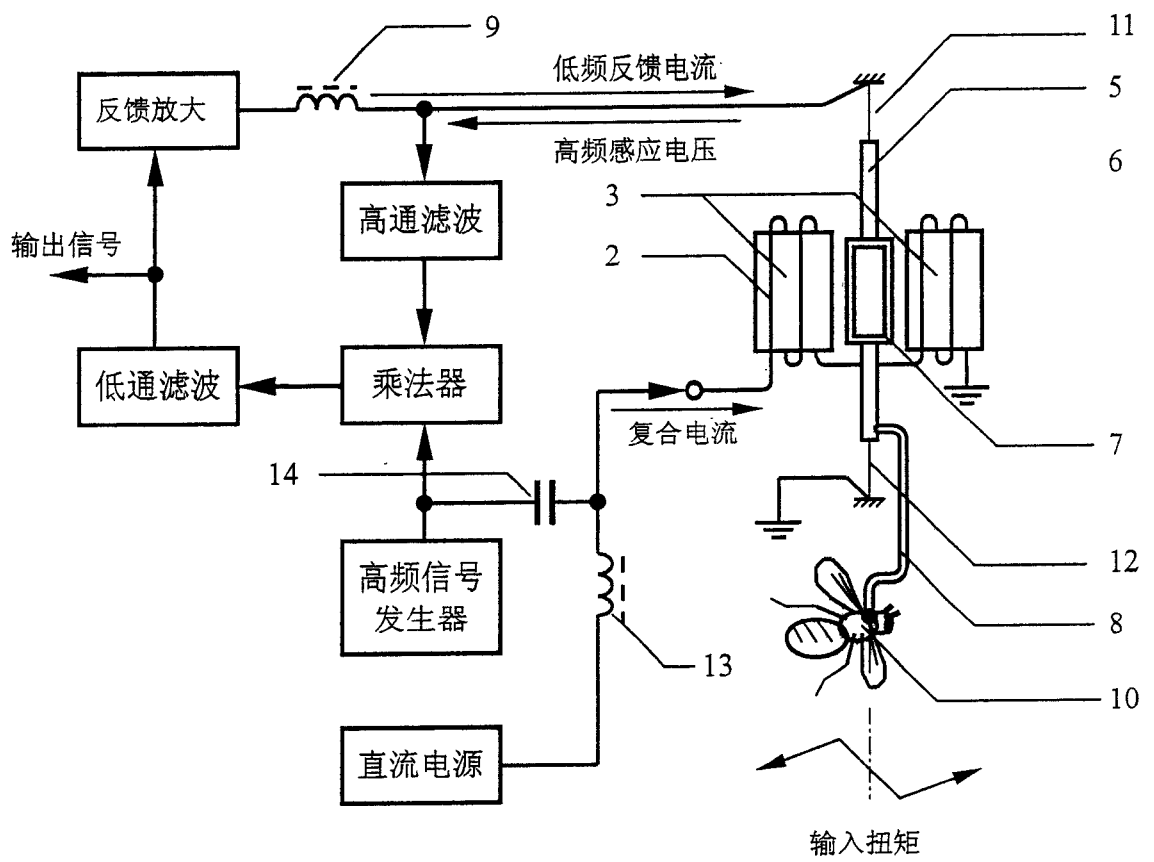 9
11
低频反馈电流
反馈放大
5
高频感应电压
6
3
高通滤波
输出信号
2
低通滤波
乘法器
复合电流
7
14
高频信号
发生器
12
8
13
10
直流电源
输入扭矩